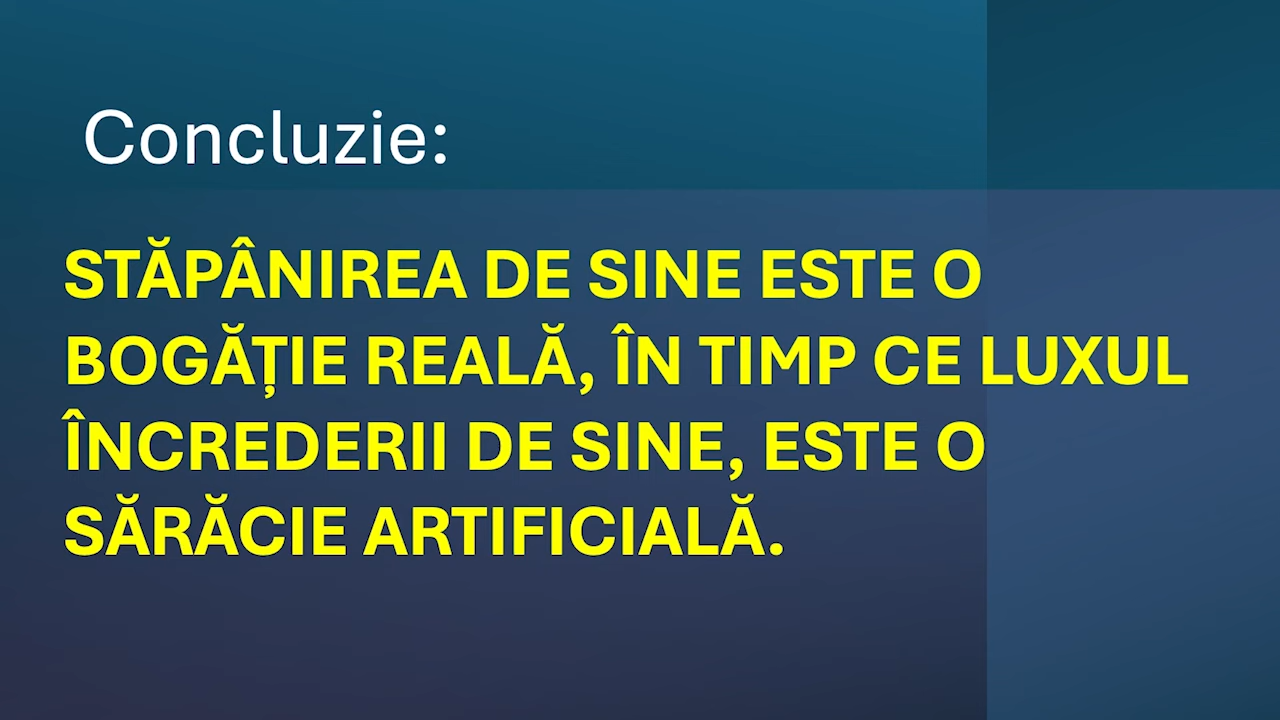 Concluzie:
STĂPÂNIREA DE SINE ESTE O
BOGĂȚIE REALĂ, ÎN TIMP CE LUXUL
ÎNCREDERII DE SINE, ESTE O
SĂRĂCIE ARTIFICIALĂ.